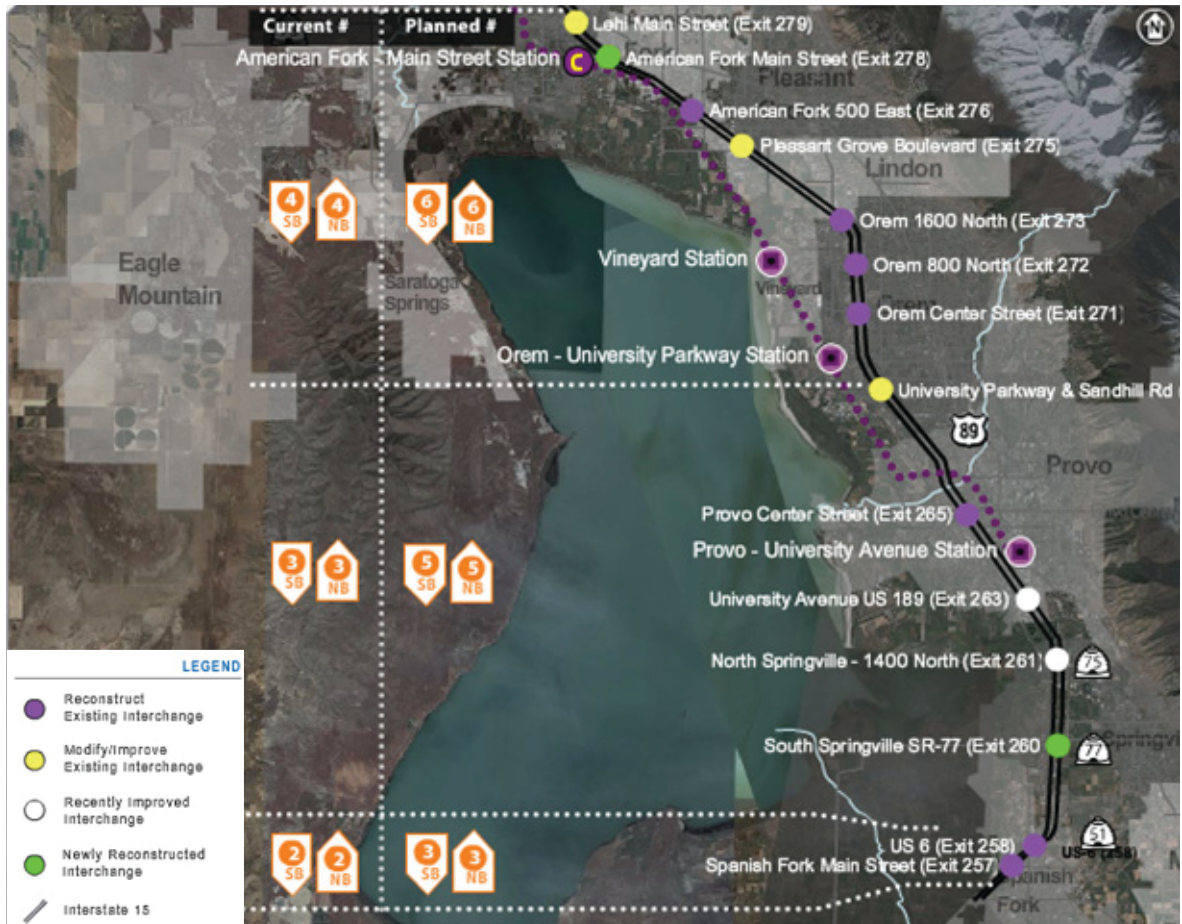 Current #
Planned #
Lehi Main Street (Exit 279)
American Fork - Main Street Station
C
American Fork Main Street (Exit 278)
Pleasant
American Fork 500 East (Exit 276)
Pleasant Grove Boulevard (Exit 275)
Lindon
4
SB
4
NB
6
SB
6
NB
Orem 1600 North (Exit 273
Eagle
Mountain
Vineyard Station
Orem 800 North (Exit 272
Saratoga
Springs
Vineyard
Orem
Orem Center Street (Exit 271)
Orem - University Parkway Station
University Parkway & Sandhill Rd
89
Provo
Provo Center Street (Exit 265)
Provo - University Avenue Station
3
SB
3
NB
5
SB
5
NB
University Avenue US 189 (Exit 263)
North Springville - 1400 North (Exit 261)
75
South Springville SR-77 (Exit 260
77
Springv
51
US 6 (Exit 258)
US-6 (258)
2
SB
2
NB
3
SB
3
NB
Spanish Fork Main Street (Exit 257)
Spanish
Fork
M
LEGEND
Reconstruct
Existing Interchange
Modify/Improve
Existing Interchange
Recently Improved
Interchange
Newly Reconstructed
Interchange
Interstate 15